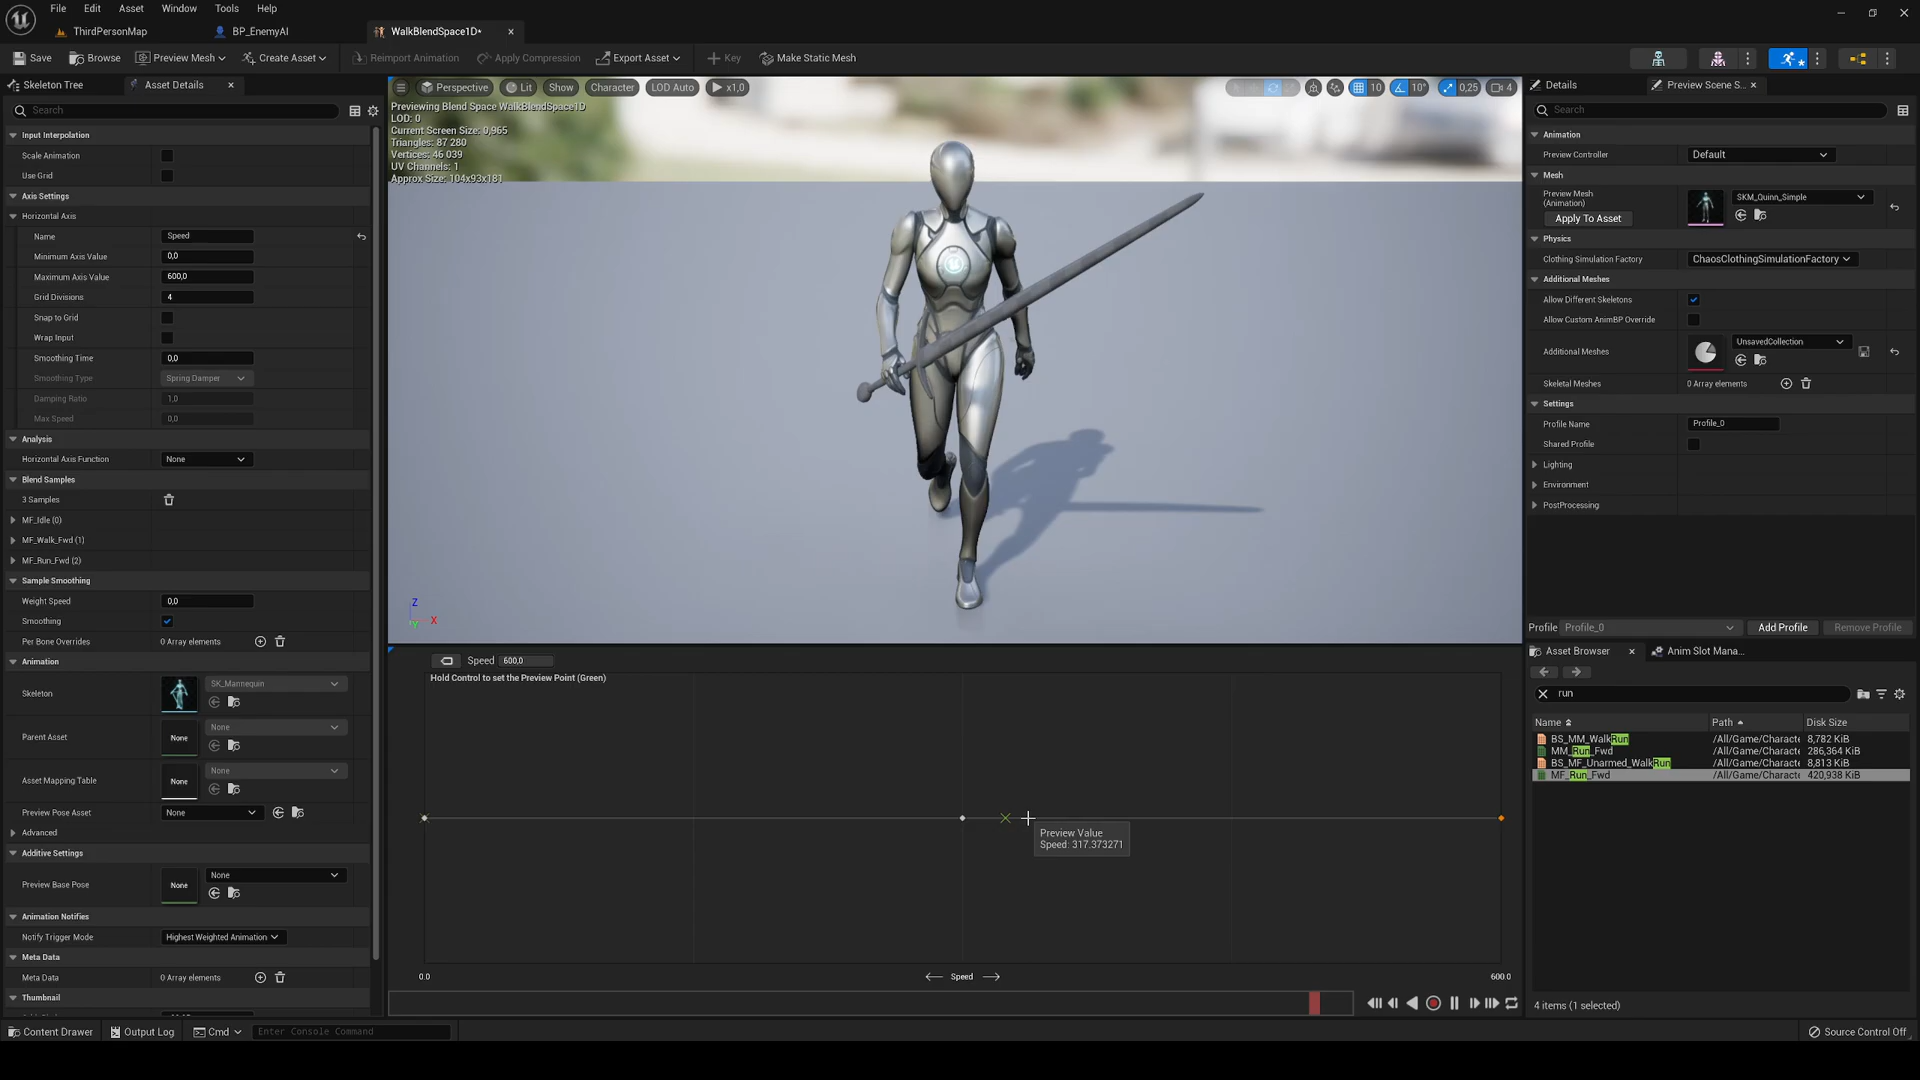 File Edit Asset Window Tools Help
ThirdPersonMap BP_EnemyAI WalkBlendSpace1D*
Save Browse Preview Mesh Create Asset Reimport Animation Apply Compression Export Asset Key Make Static Mesh
Skeleton Tree Asset Details
Search
Input Interpolation
Scale Animation
Use Grid
Axis Settings
Horizontal Axis
Name Speed
Minimum Axis Value 0,0
Maximum Axis Value 600,0
Grid Divisions 4
Snap to Grid
Wrap Input
Smoothing Time 0,0
Smoothing Type Spring Damper
Damping Ratio 1,0
Max Speed 0,0
Analysis
Horizontal Axis Function None
Blend Samples
3 Samples
MF_Idle (0)
MF_Walk_Fwd (1)
MF_Run_Fwd (2)
Sample Smoothing
Weight Speed 0,0
Smoothing
Per Bone Overrides 0 Array elements
Animation
Skeleton SK_Mannequin
Parent Asset None None
Asset Mapping Table None None
Preview Pose Asset None
Advanced
Additive Settings
Preview Base Pose None None
Animation Notifies
Notify Trigger Mode Highest Weighted Animation
Meta Data
Meta Data 0 Array elements
Thumbnail
Perspective Lit Show Character LOD Auto x1,0 10 10° 0,25 4
Previewing Blend Space WalkBlendSpace1D
LOD: 0
Current Screen Size: 0,965
Triangles: 87 280
Vertices: 46 039
UV Channels: 1
Approx Size: 104x93x181
Z
Y X
Speed 600,0
Hold Control to set the Preview Point (Green)
Preview Value
Speed: 317.373271
0.0 Speed 600.0
Details Preview Scene S...
Search
Animation
Preview Controller Default
Mesh
Preview Mesh
(Animation)
SKM_Quinn_Simple
Apply To Asset
Physics
Clothing Simulation Factory ChaosClothingSimulationFactory
Additional Meshes
Allow Different Skeletons
Allow Custom AnimBP Override
Additional Meshes UnsavedCollection
Skeletal Meshes 0 Array elements
Settings
Profile Name Profile_0
Shared Profile
Lighting
Environment
PostProcessing
Profile Profile_0 Add Profile Remove Profile
Asset Browser Anim Slot Mana...
run
Name Path Disk Size
BS_MM_WalkRun /All/Game/Characte 8,782 KiB
MM_Run_Fwd /All/Game/Characte 286,364 KiB
BS_MF_Unarmed_WalkRun /All/Game/Characte 8,813 KiB
MF_Run_Fwd /All/Game/Characte 420,938 KiB
4 items (1 selected)
Content Drawer Output Log Cmd Enter Console Command Source Control Off